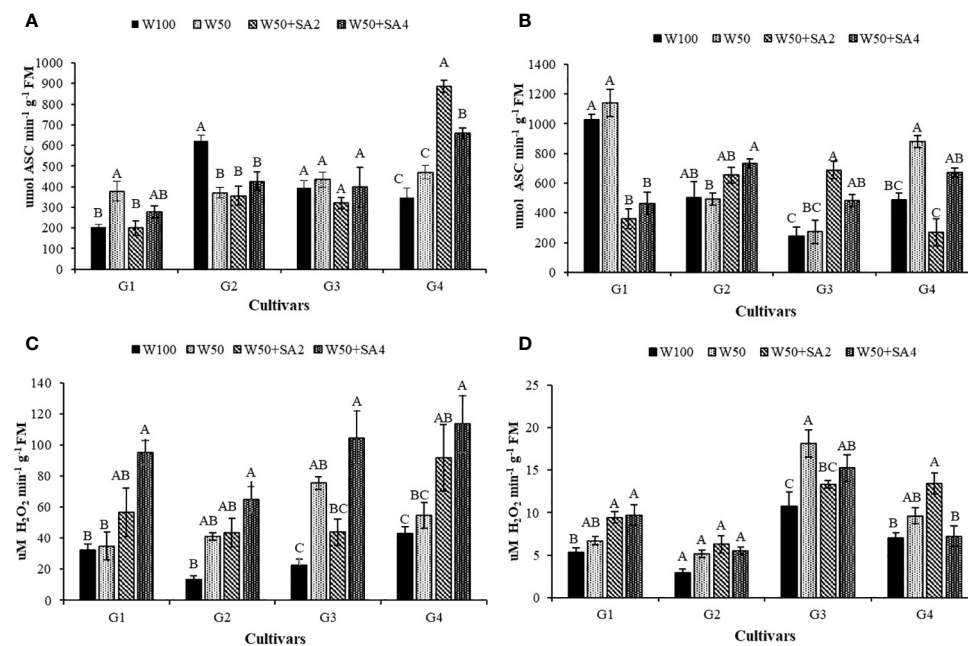 A
W100 W50 W50+SA2 W50+SA4
umol ASC min-1 g-1 FM
1000
900
800
700
600
500
400
300
200
100
0
B A B AB
A B B B
A A A A
C C A B
G1 G2 G3 G4
Cultivars
B
W100 W50 W50+SA2 W50+SA4
umol ASC min-1 g-1 FM
1400
1200
1000
800
600
400
200
0
A A B B
AB B AB A
C BC A AB
BC A C AB
G1 G2 G3 G4
Cultivars
C
W100 W50 W50+SA2 W50+SA4
uM H2O2 min-1 g-1 FM
140
120
100
80
60
40
20
0
B B AB A
B AB AB A
C AB BC A
C BC AB A
G1 G2 G3 G4
Cultivars
D
W100 W50 W50+SA2 W50+SA4
uM H2O2 min-1 g-1 FM
25
20
15
10
5
0
B AB A A
A A A A
C A BC AB
B AB A B
G1 G2 G3 G4
Cultivars